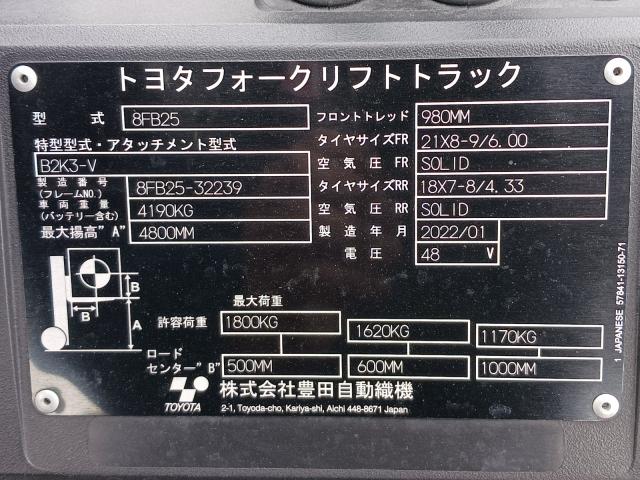 トヨタフォークリフトトラック
型 式 8FB25
特型型式・アタッチメント型式
B2K3-V
製造番号 (フレームNO.) 8FB25-32239
車両重量 (バッテリー含む) 4190KG
最大揚高"A" 4800MM
フロントトレッド 980MM
タイヤサイズFR 21X8-9/6.00
空気圧FR SOLID
タイヤサイズRR 18X7-8/4.33
空気圧RR SOLID
製造年月 2022/01
電圧 48 V
B
B
A
最大荷重
許容荷重 1800KG 1620KG 1170KG
ロード
センター"B" 500MM 600MM 1000MM
TOYOTA
株式会社豊田自動織機
2-1, Toyoda-cho, Kariya-shi, Aichi 448-8671 Japan
1 JAPANESE 57841-13150-71